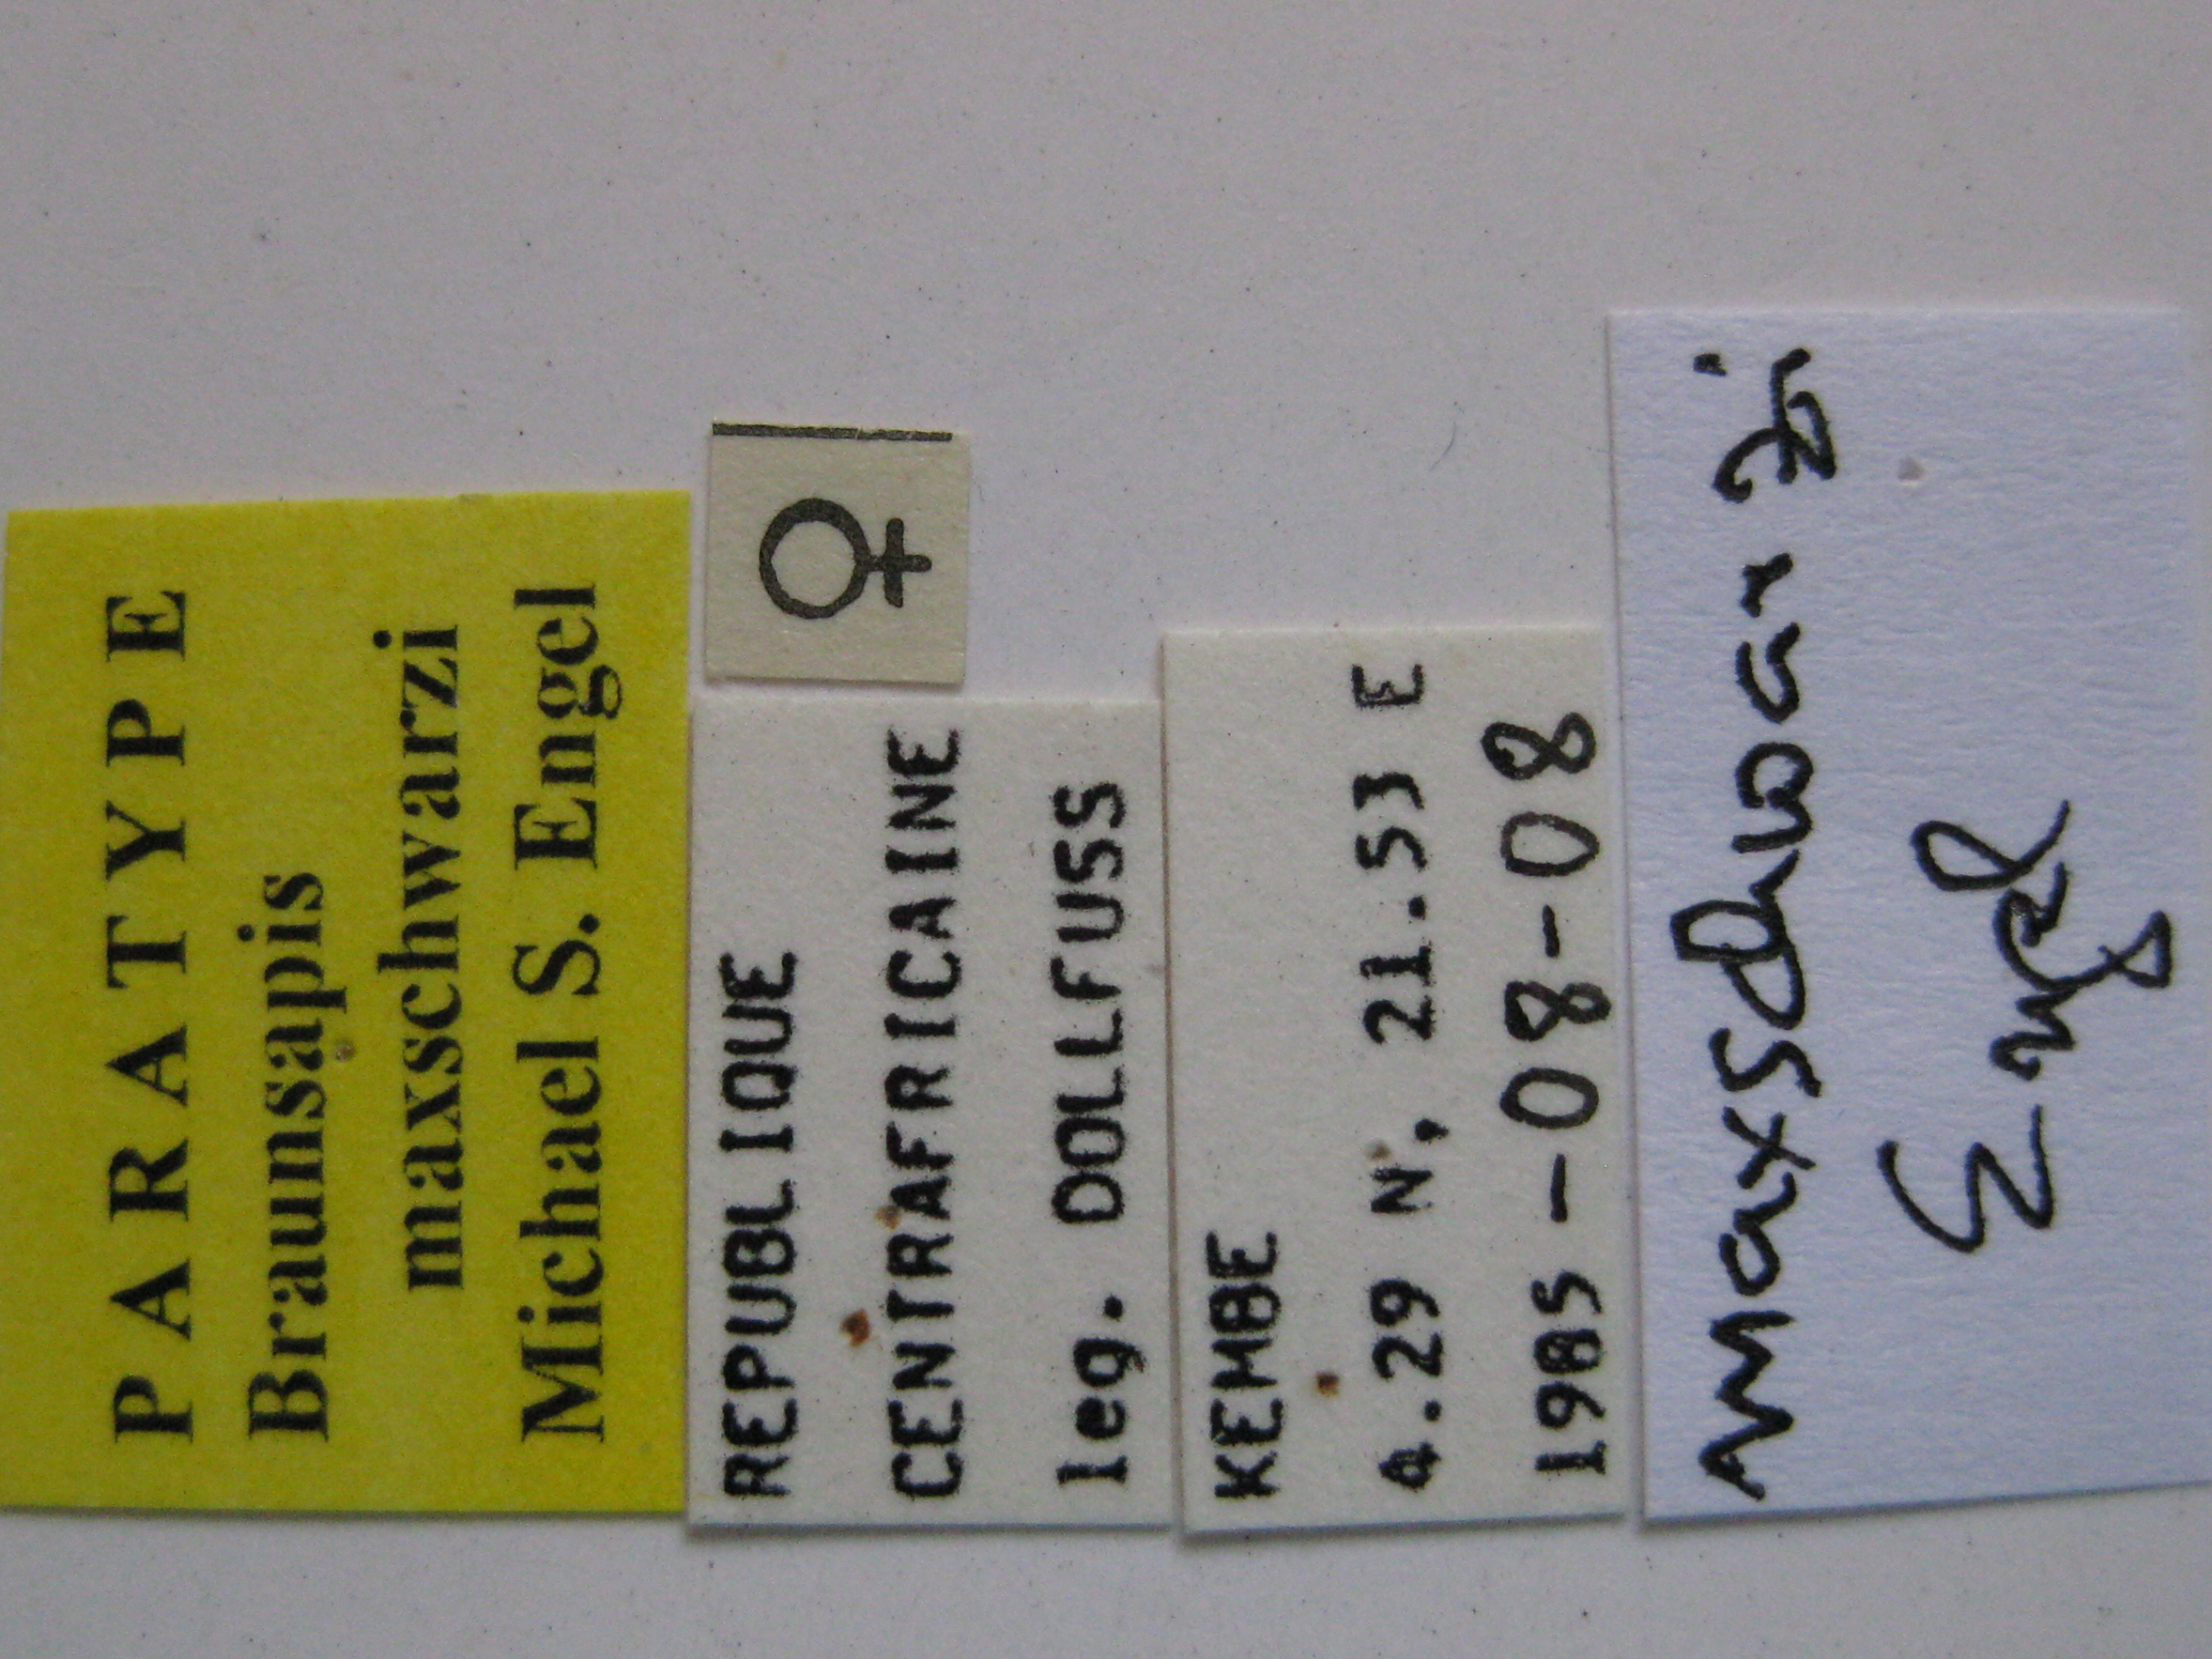 PARATYPE
Braunsapis
maxschwarzi
Michael S. Engel
♀
REPUBLIQUE
CENTRAFRICAINE
leg. DOLLFUSS
KEMBE
4.29 N, 21.53 E
1985-08-08
maxschwarzi
Engel